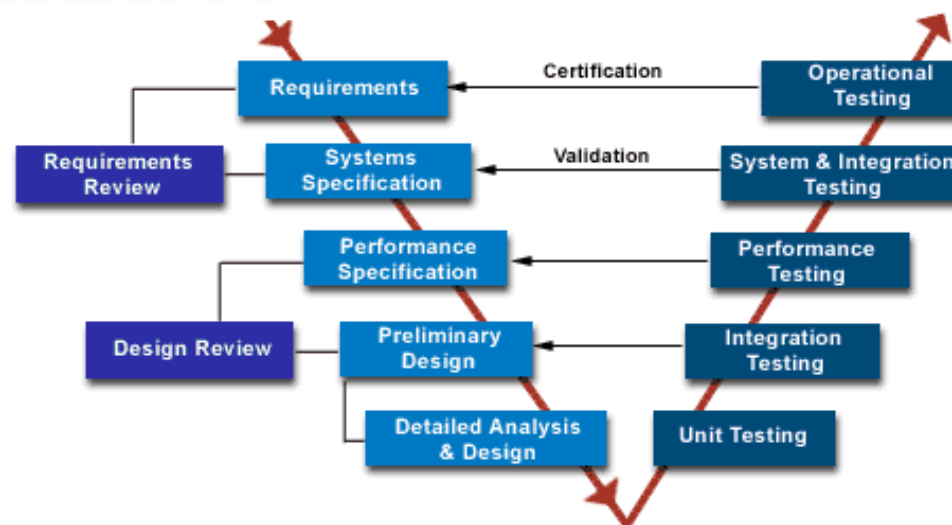 Requirements
Certification
Operational
Testing
Requirements
Review
Systems
Specification
Validation
System & Integration
Testing
Performance
Specification
Performance
Testing
Design Review
Preliminary
Design
Integration
Testing
Detailed Analysis
& Design
Unit Testing